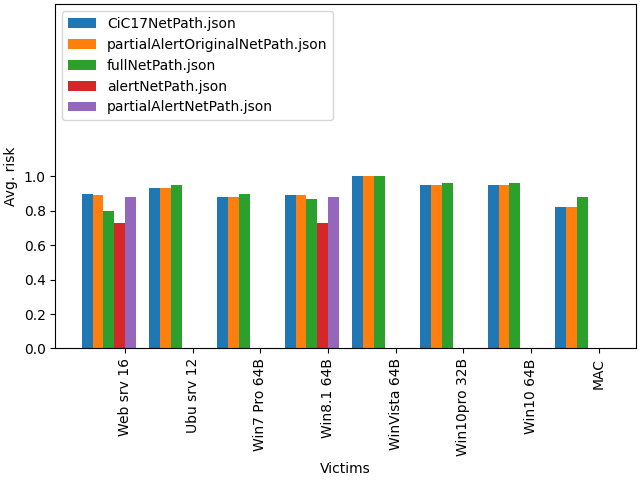 CiC17NetPath.json
partialAlertOriginalNetPath.json
fullNetPath.json
alertNetPath.json
partialAlertNetPath.json
Avg. risk
1.0
0.8
0.6
0.4
0.2
0.0
Web srv 16
Ubu srv 12
Win7 Pro 64B
Win8.1 64B
WinVista 64B
Win10pro 32B
Win10 64B
MAC
Victims